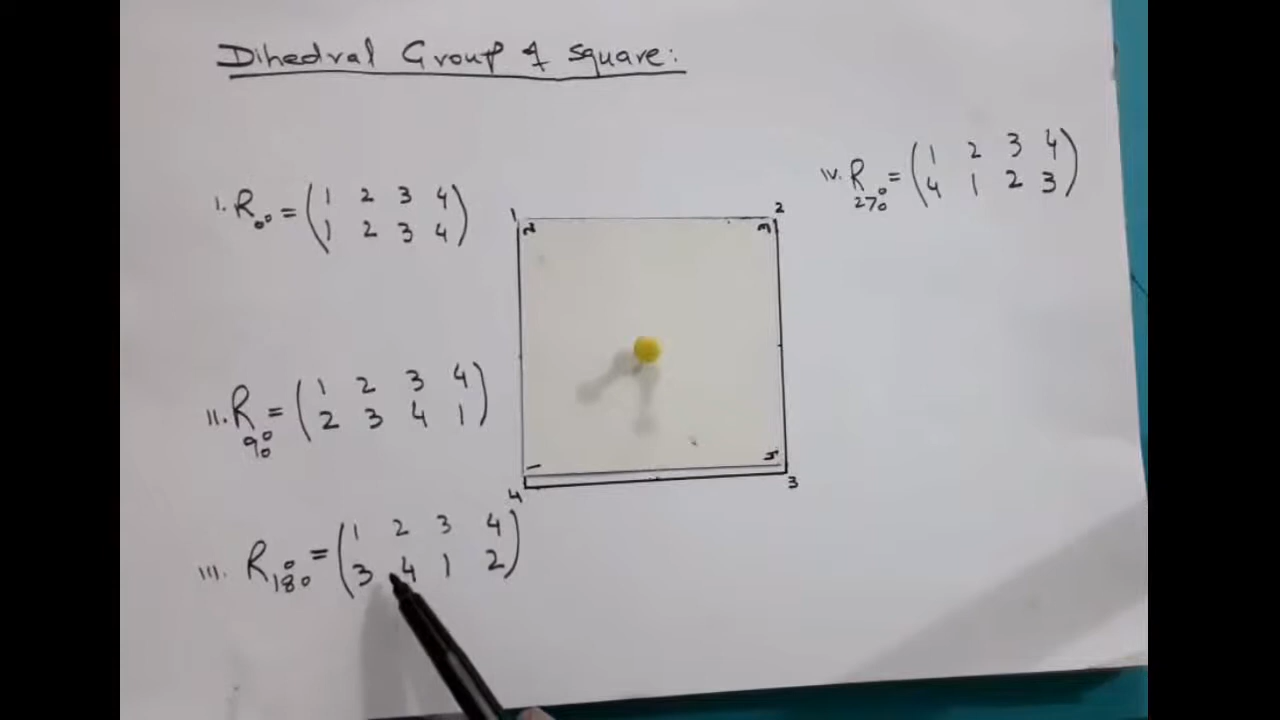 Dihedral Group of square:
I. R0° = (1 2 3 4
1 2 3 4)
II. R90° = (1 2 3 4
2 3 4 1)
III. R180° = (1 2 3 4
3 4 1 2)
IV. R270° = (1 2 3 4
4 1 2 3)
1 2
4 3